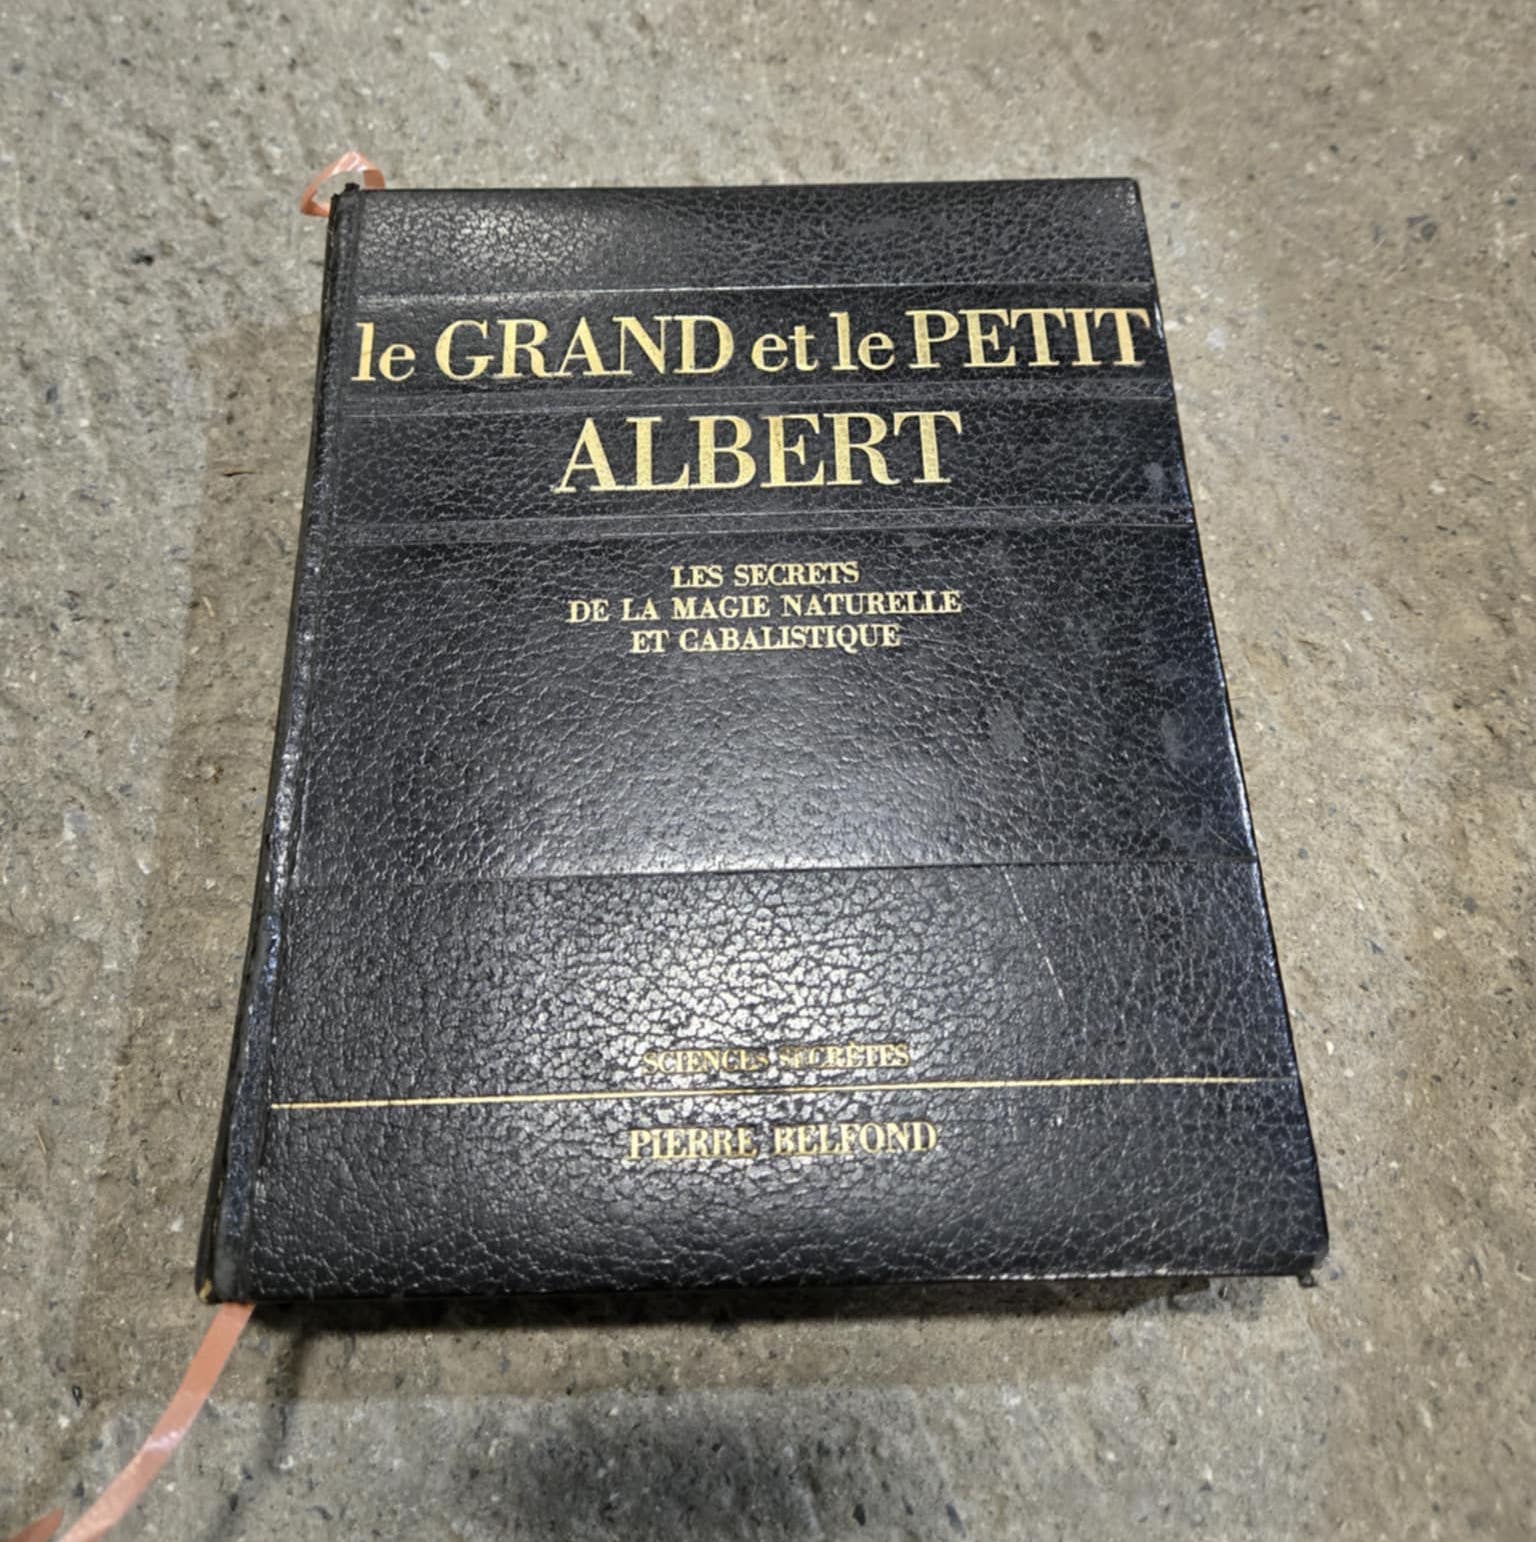 le GRAND et le PETIT
ALBERT
LES SECRETS
DE LA MAGIE NATURELLE
ET CABALISTIQUE
SCIENCES SECRÈTES
PIERRE BELFOND